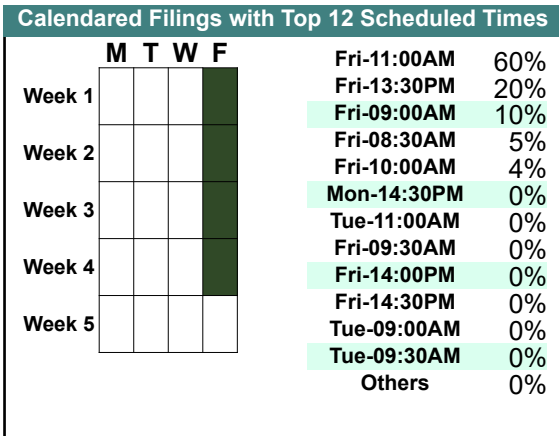 Calendared Filings with Top 12 Scheduled Times
M T W F
Week 1
Week 2
Week 3
Week 4
Week 5
Fri-11:00AM 60%
Fri-13:30PM 20%
Fri-09:00AM 10%
Fri-08:30AM 5%
Fri-10:00AM 4%
Mon-14:30PM 0%
Tue-11:00AM 0%
Fri-09:30AM 0%
Fri-14:00PM 0%
Fri-14:30PM 0%
Tue-09:00AM 0%
Tue-09:30AM 0%
Others 0%